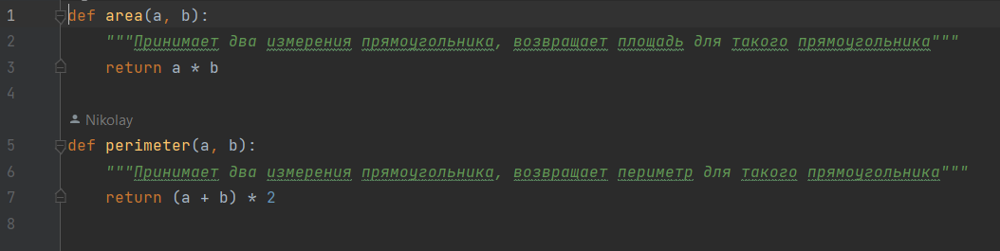 1 def area(a, b):
2 """Принимает два измерения прямоугольника, возвращает площадь для такого прямоугольника"""
3 return a * b
4
Nikolay
5 def perimeter(a, b):
6 """Принимает два измерения прямоугольника, возвращает периметр для такого прямоугольника"""
7 return (a + b) * 2
8